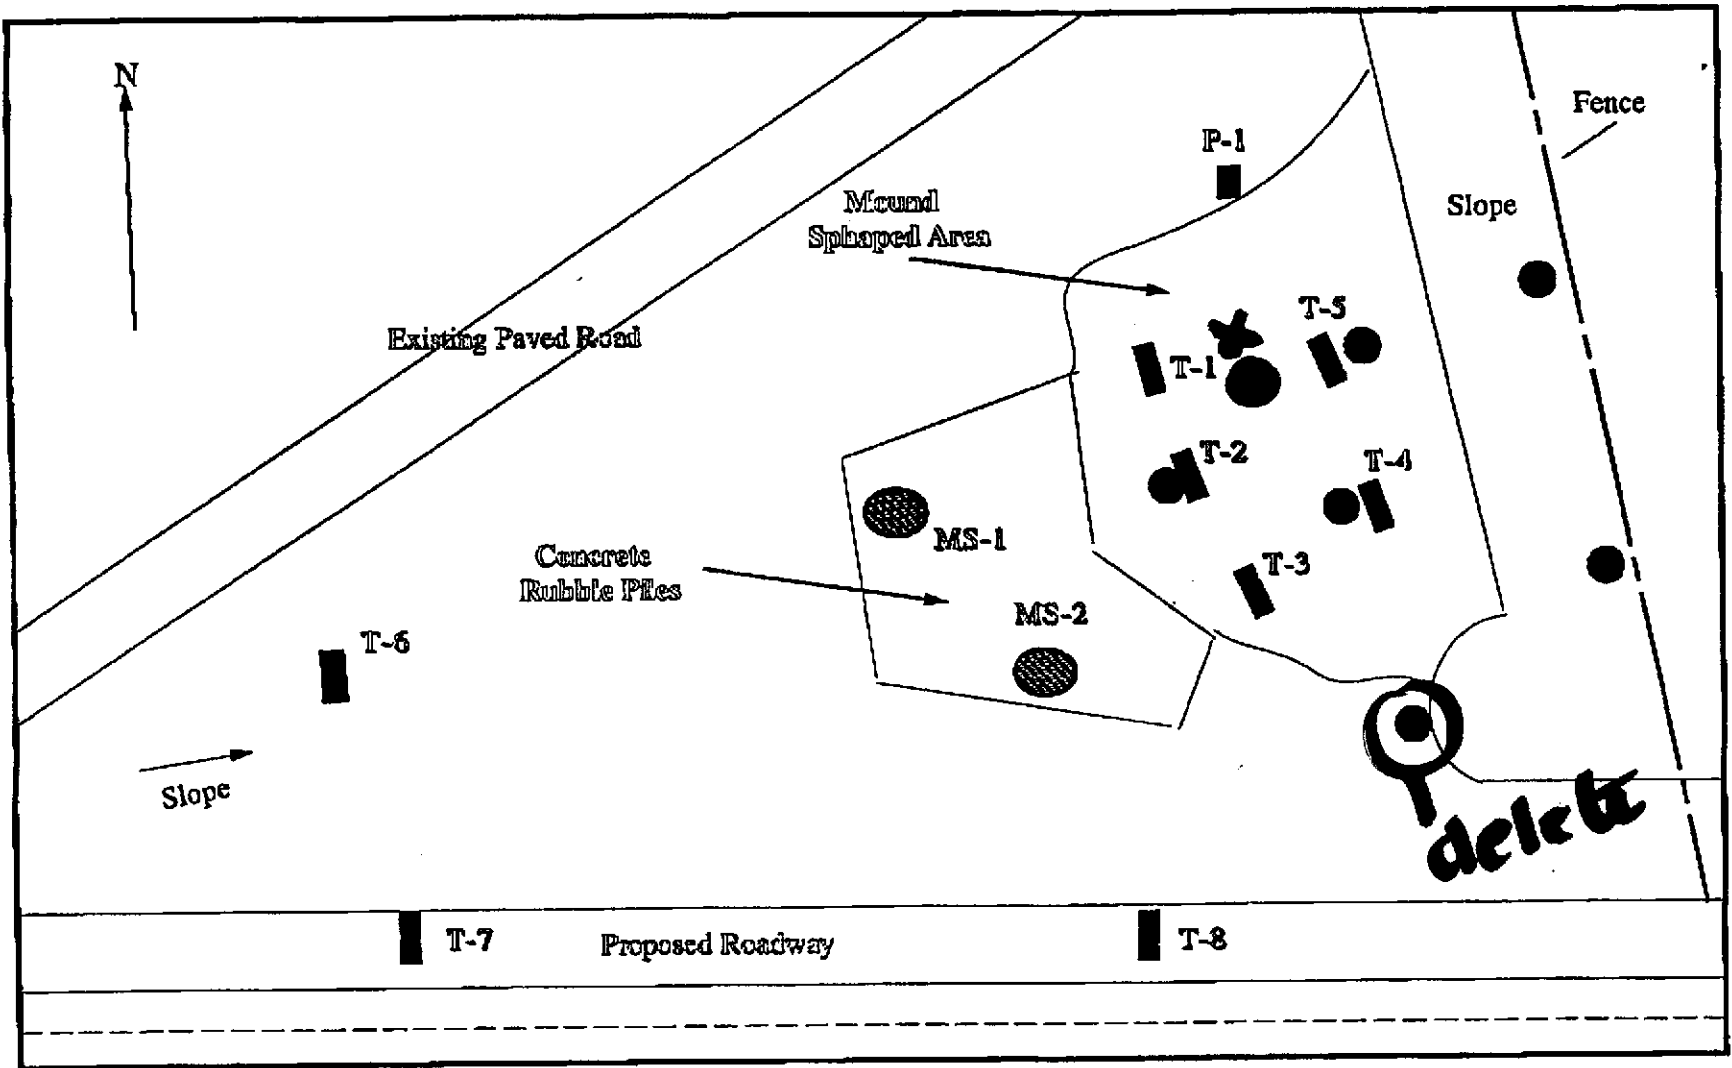 N
Fence
P-1
Slope
Mound
Sphaped Area
T-5
Existing Paved Road
T-1
T-2
T-4
MS-1
Concrete
Rubble Piles
T-3
MS-2
T-6
Slope
delete
T-7
Proposed Roadway
T-8